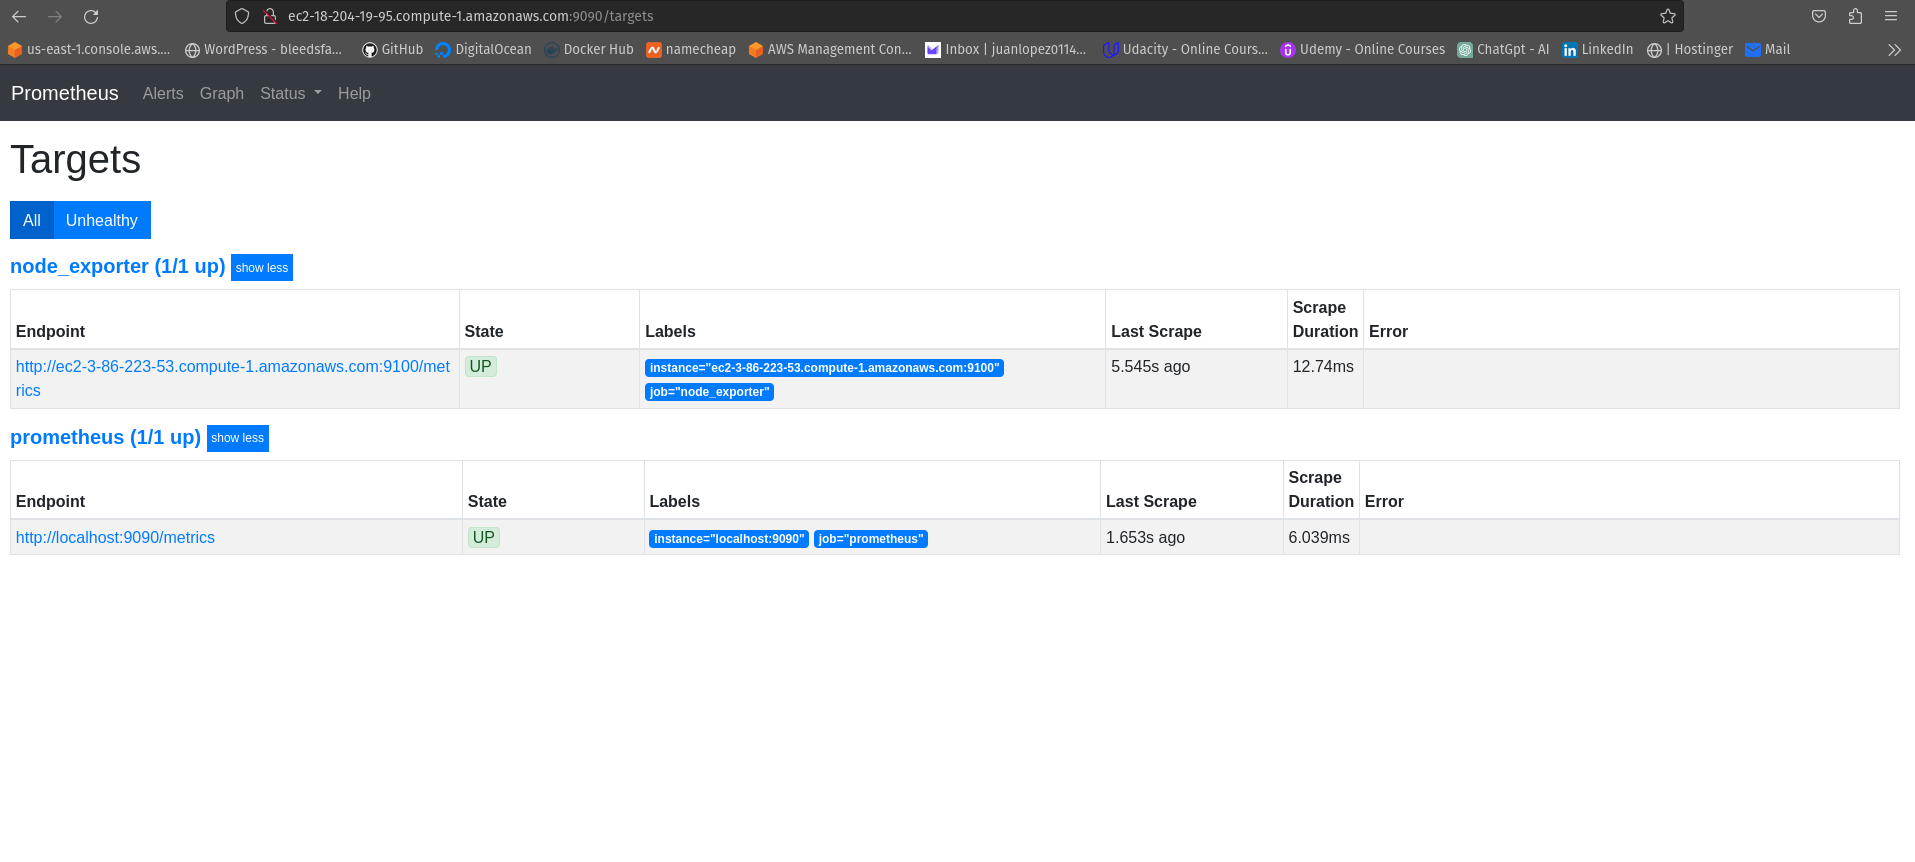 ec2-18-204-19-95.compute-1.amazonaws.com:9090/targets
us-east-1.console.aws.... WordPress - bleedsfa... GitHub DigitalOcean Docker Hub namecheap AWS Management Con... Inbox | juanlopez0114... Udacity - Online Cours... Udemy - Online Courses ChatGpt - AI LinkedIn | Hostinger Mail
Prometheus Alerts Graph Status Help
Targets
All Unhealthy
node_exporter (1/1 up) show less
Endpoint State Labels Last Scrape Scrape Duration Error
http://ec2-3-86-223-53.compute-1.amazonaws.com:9100/met UP instance="ec2-3-86-223-53.compute-1.amazonaws.com:9100" 5.545s ago 12.74ms
rics job="node_exporter"
prometheus (1/1 up) show less
Endpoint State Labels Last Scrape Scrape Duration Error
http://localhost:9090/metrics UP instance="localhost:9090" job="prometheus" 1.653s ago 6.039ms